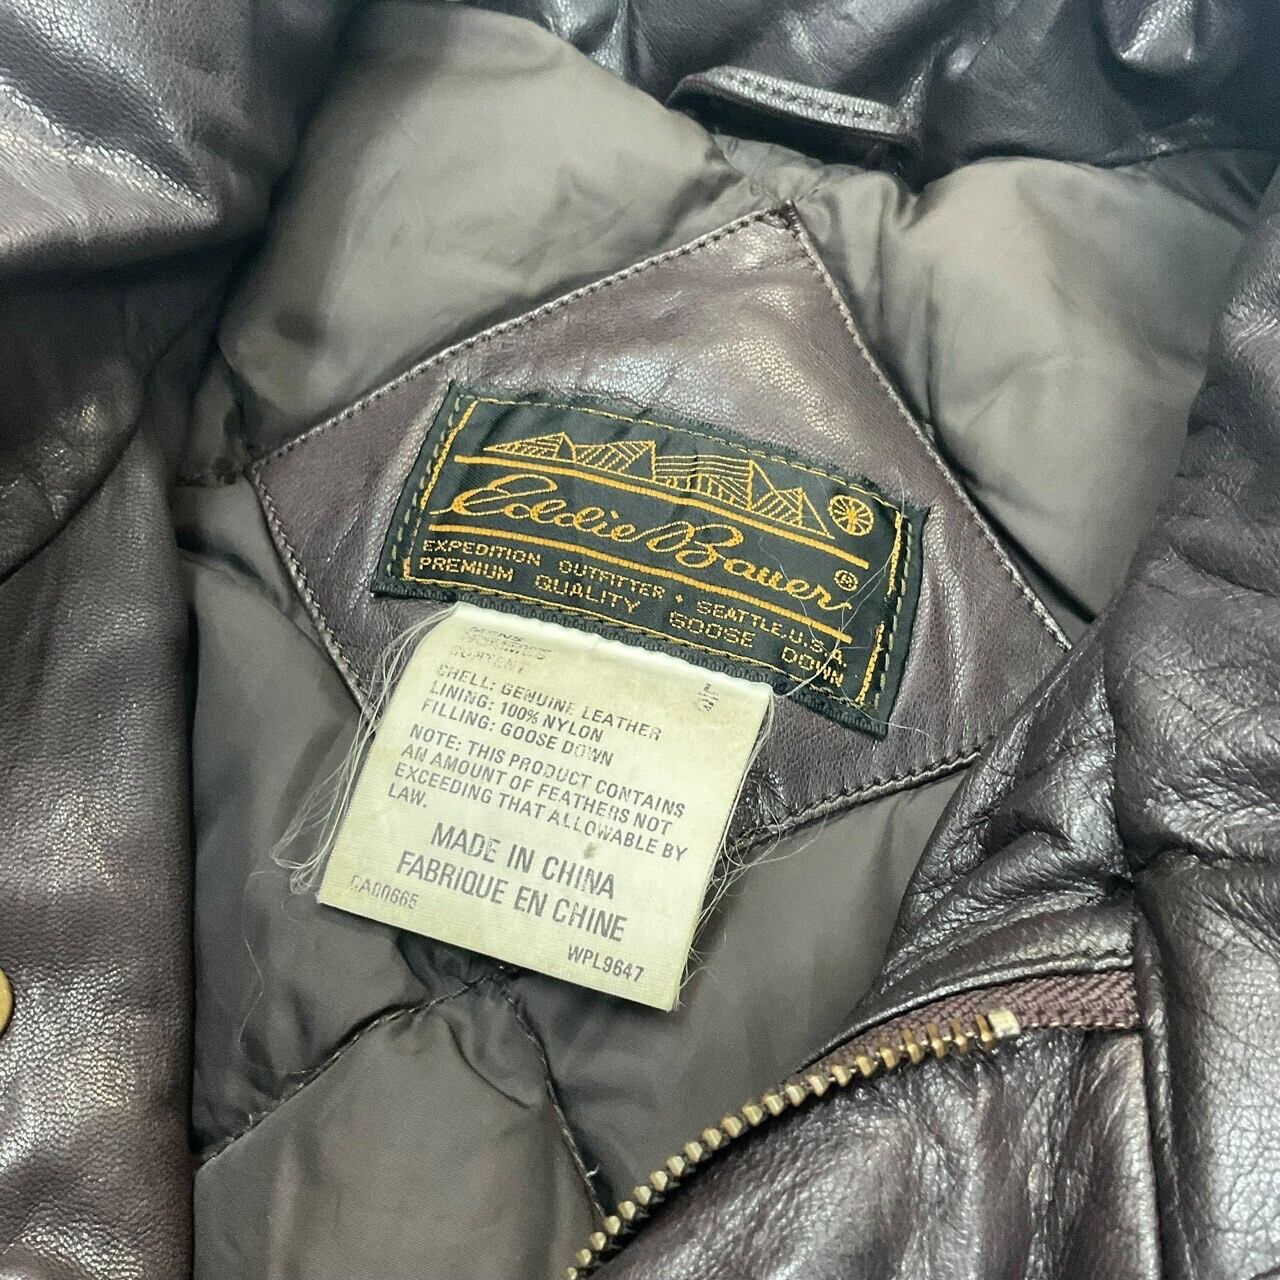 Eddie Bauer®
EXPEDITION OUTFITTER • SEATTLE, U.S.A.
PREMIUM QUALITY GOOSE DOWN
MENS
SHELL: GENUINE LEATHER
LINING: 100% NYLON
FILLING: GOOSE DOWN
NOTE: THIS PRODUCT CONTAINS
AN AMOUNT OF FEATHERS NOT
EXCEEDING THAT ALLOWABLE BY
LAW.
MADE IN CHINA
FABRIQUE EN CHINE
CA00665
WPL9647